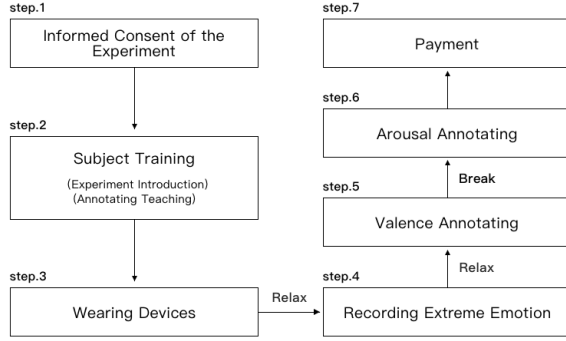 step.1
Informed Consent of the
Experiment
step.2
Subject Training
(Experiment Introduction)
(Annotating Teaching)
step.3
Wearing Devices
Relax
step.4
Recording Extreme Emotion
Relax
step.5
Valence Annotating
Break
step.6
Arousal Annotating
step.7
Payment